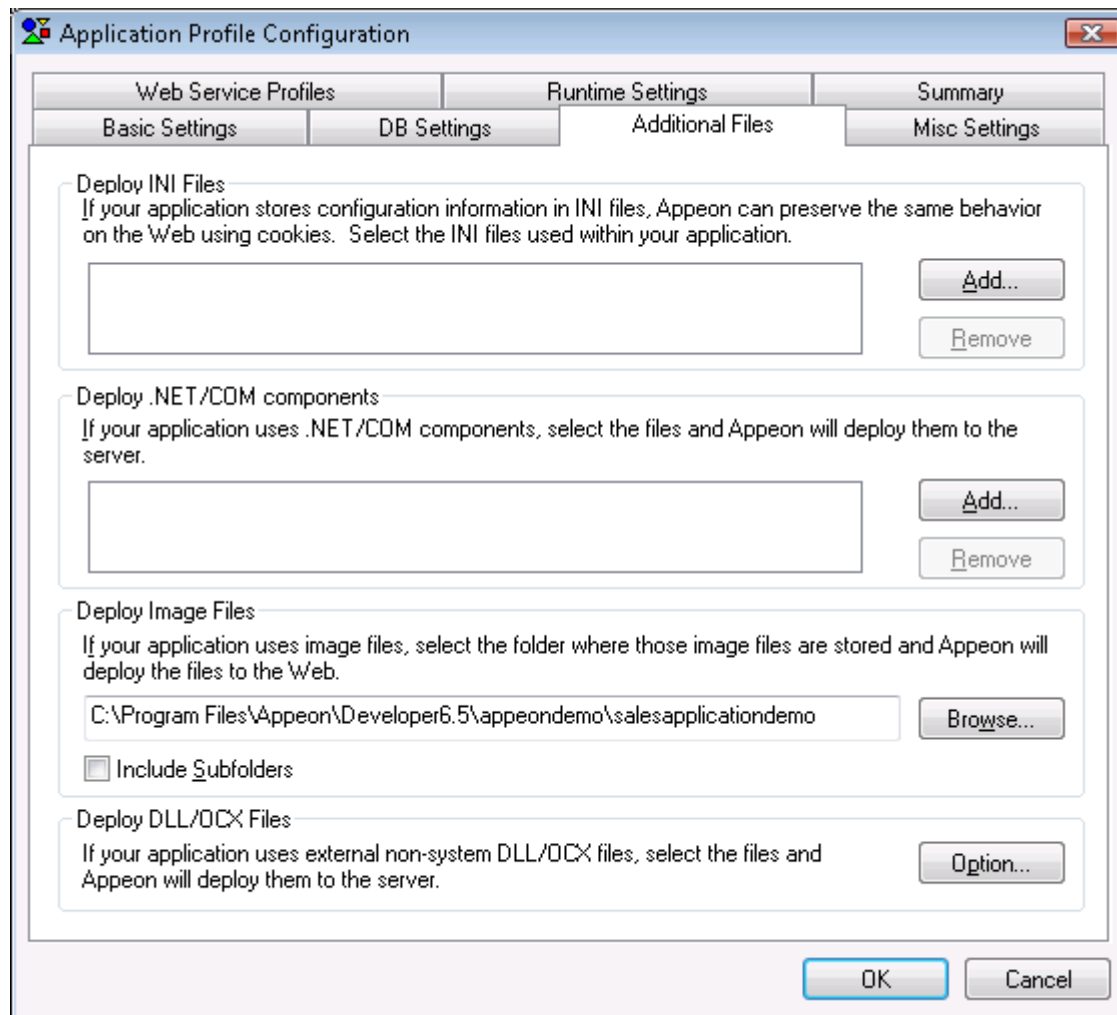 Application Profile Configuration
Web Service Profiles
Runtime Settings
Summary
Basic Settings
DB Settings
Additional Files
Misc Settings
Deploy INI Files
If your application stores configuration information in INI files, Appeon can preserve the same behavior
on the Web using cookies.  Select the INI files used within your application.
Add...
Remove
Deploy .NET/COM components
If your application uses .NET/COM components, select the files and Appeon will deploy them to the
server.
Add...
Remove
Deploy Image Files
If your application uses image files, select the folder where those image files are stored and Appeon will
deploy the files to the Web.
C:\Program Files\Appeon\Developer6.5\appeondemo\salesapplicationdemo
Browse...
Include Subfolders
Deploy DLL/OCX Files
If your application uses external non-system DLL/OCX files, select the files and
Appeon will deploy them to the server.
Option...
OK
Cancel